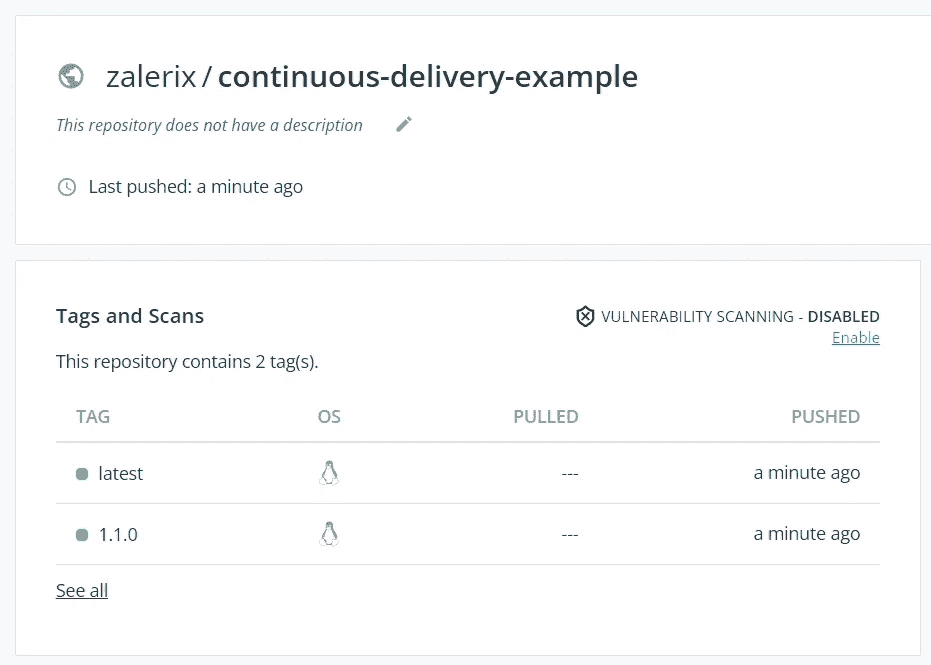 zalerix / continuous-delivery-example
This repository does not have a description
Last pushed: a minute ago
Tags and Scans
VULNERABILITY SCANNING - DISABLED
Enable
This repository contains 2 tag(s).
TAG OS PULLED PUSHED
latest --- a minute ago
1.1.0 --- a minute ago
See all